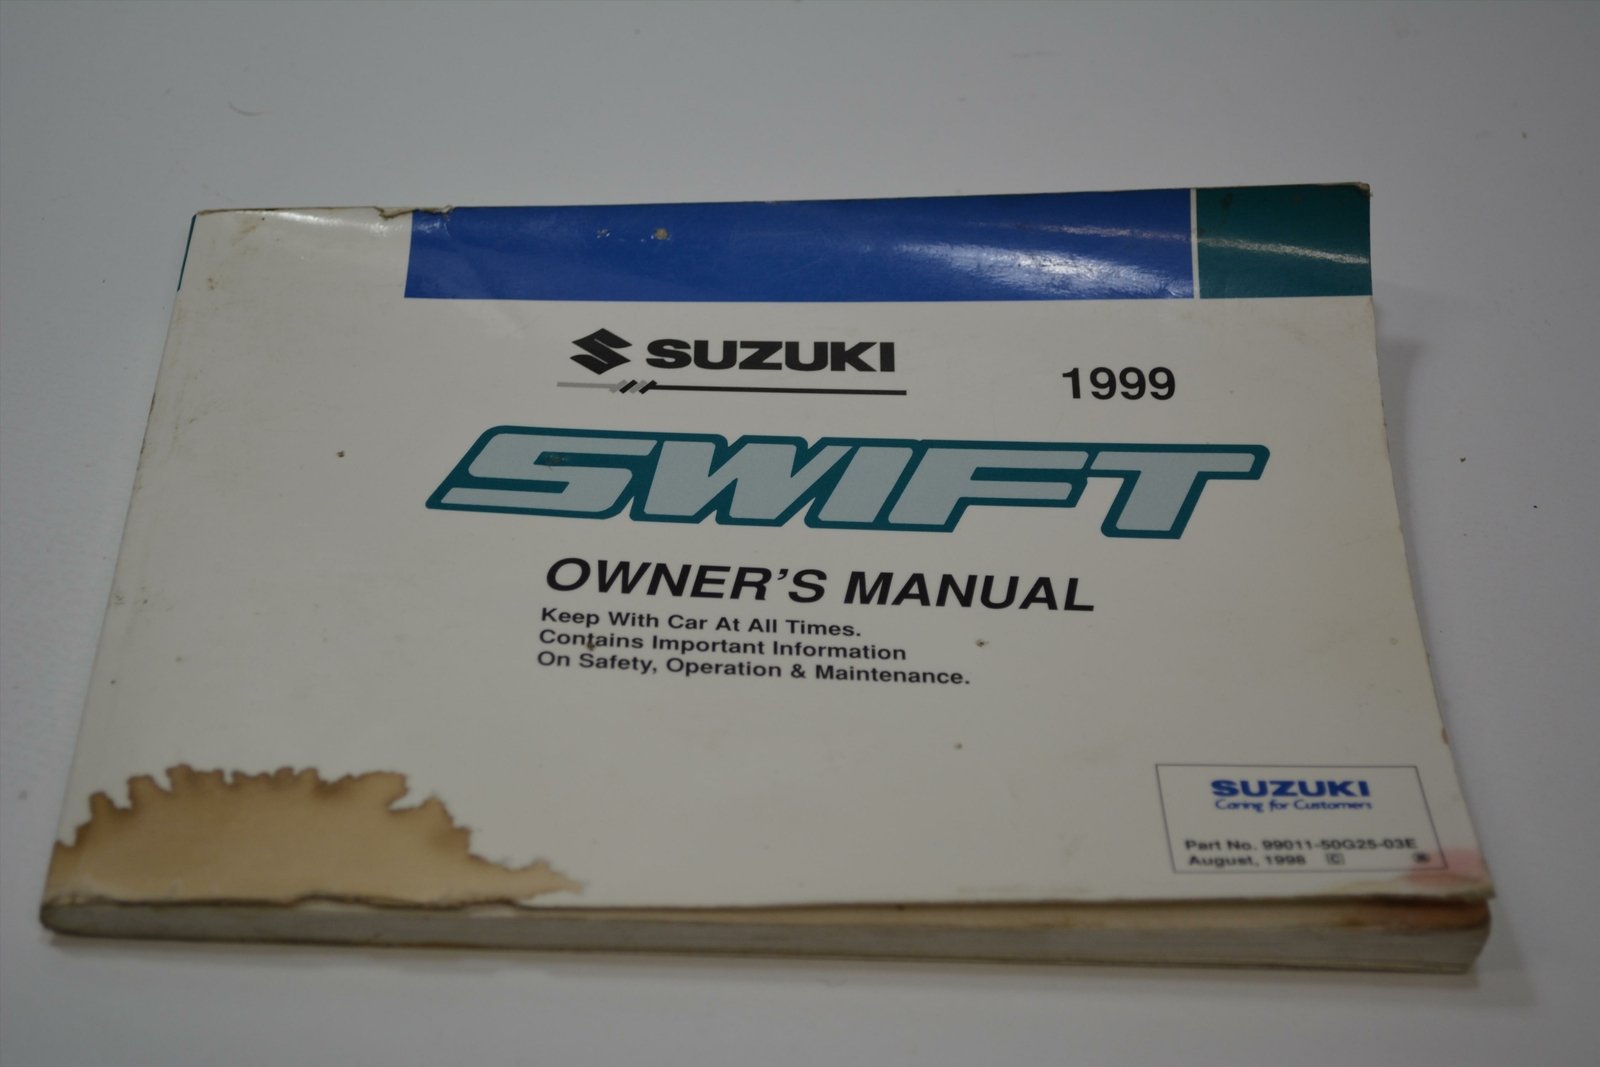 SUZUKI
1999
SWIFT
OWNER'S MANUAL
Keep With Car At All Times.
Contains Important Information
On Safety, Operation & Maintenance.
SUZUKI
Caring for Customers
Part No. 99011-50G25-03E
August, 1998 C